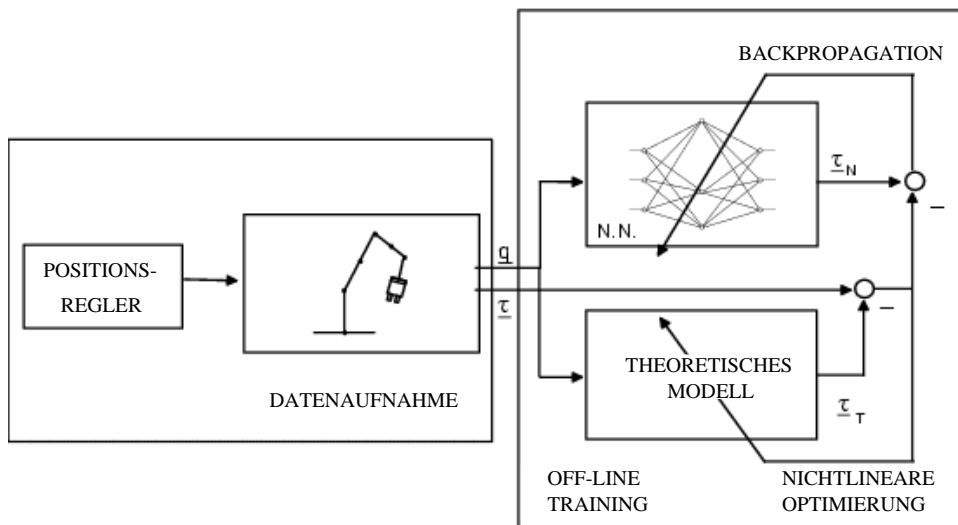 BACKPROPAGATION
τ_N
N.N.
POSITIONS-
REGLER
q
τ
DATENAUFNAHME
THEORETISCHES
MODELL
τ_T
OFF-LINE
TRAINING
NICHTLINEARE
OPTIMIERUNG